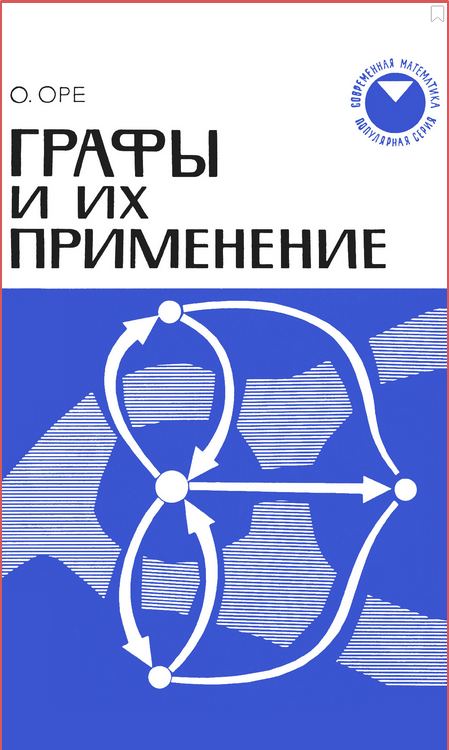 О. ОРЕ
СОВРЕМЕННАЯ МАТЕМАТИКА
ПОПУЛЯРНАЯ СЕРИЯ
ГРАФЫ
И ИХ
ПРИМЕНЕНИЕ